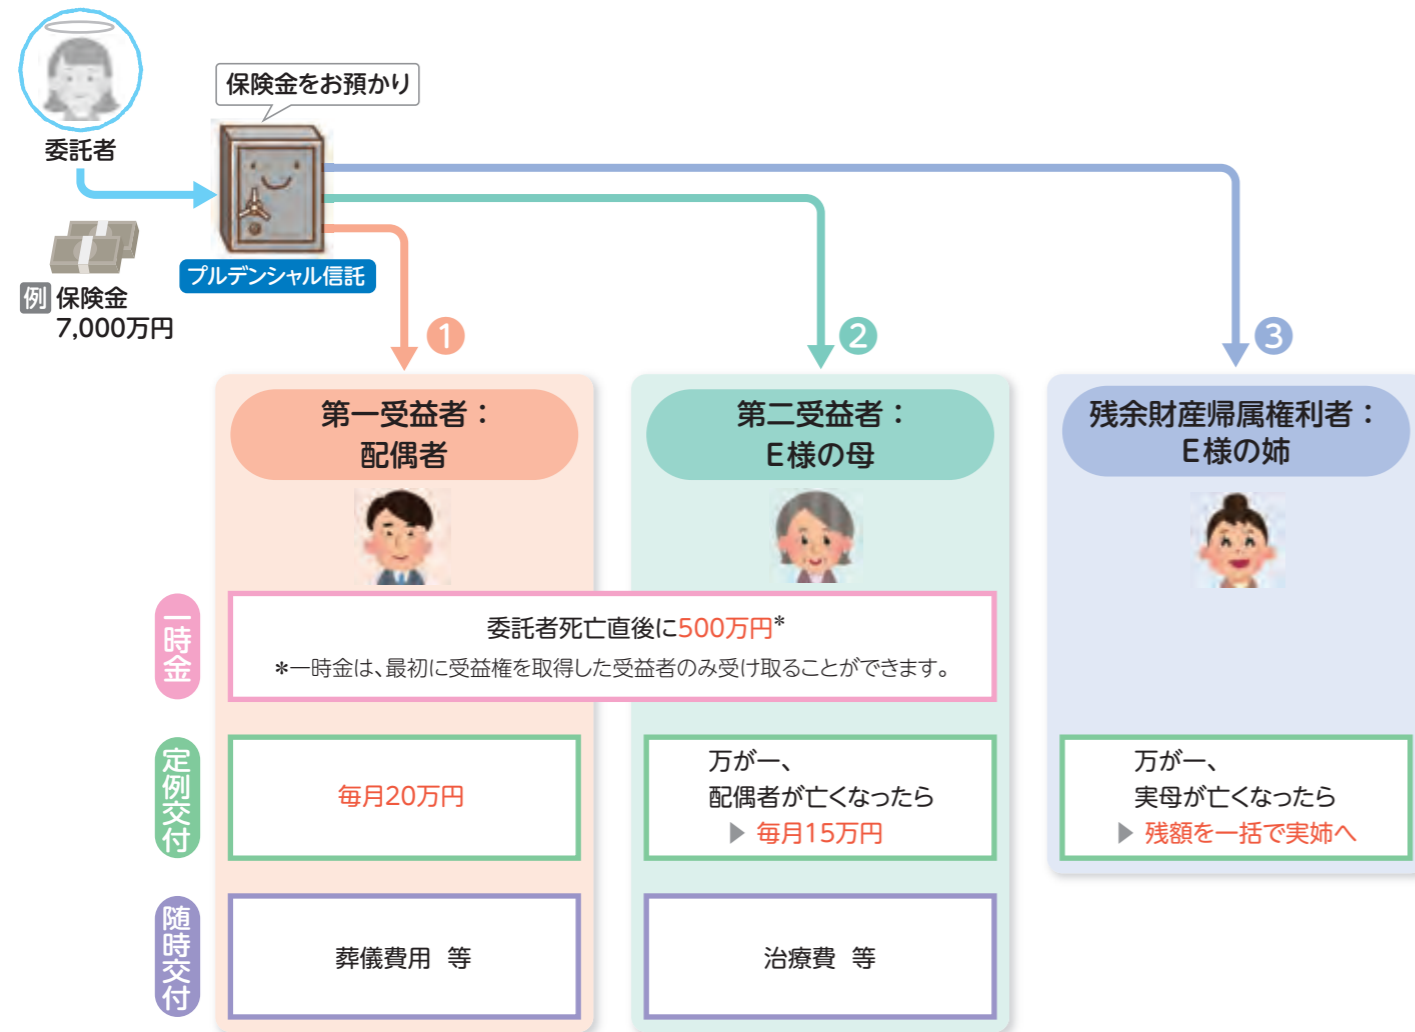 保険金をお預かり
委託者
プルデンシャル信託
例 保険金
7,000万円
1
2
3
第一受益者：
配偶者
第二受益者：
E様の母
残余財産帰属権利者：
E様の姉
一時金
委託者死亡直後に500万円*
*一時金は、最初に受益権を取得した受益者のみ受け取ることができます。
定例交付
毎月20万円
万が一、
配偶者が亡くなったら
▶ 毎月15万円
万が一、
実母が亡くなったら
▶ 残額を一括で実姉へ
随時交付
葬儀費用 等
治療費 等